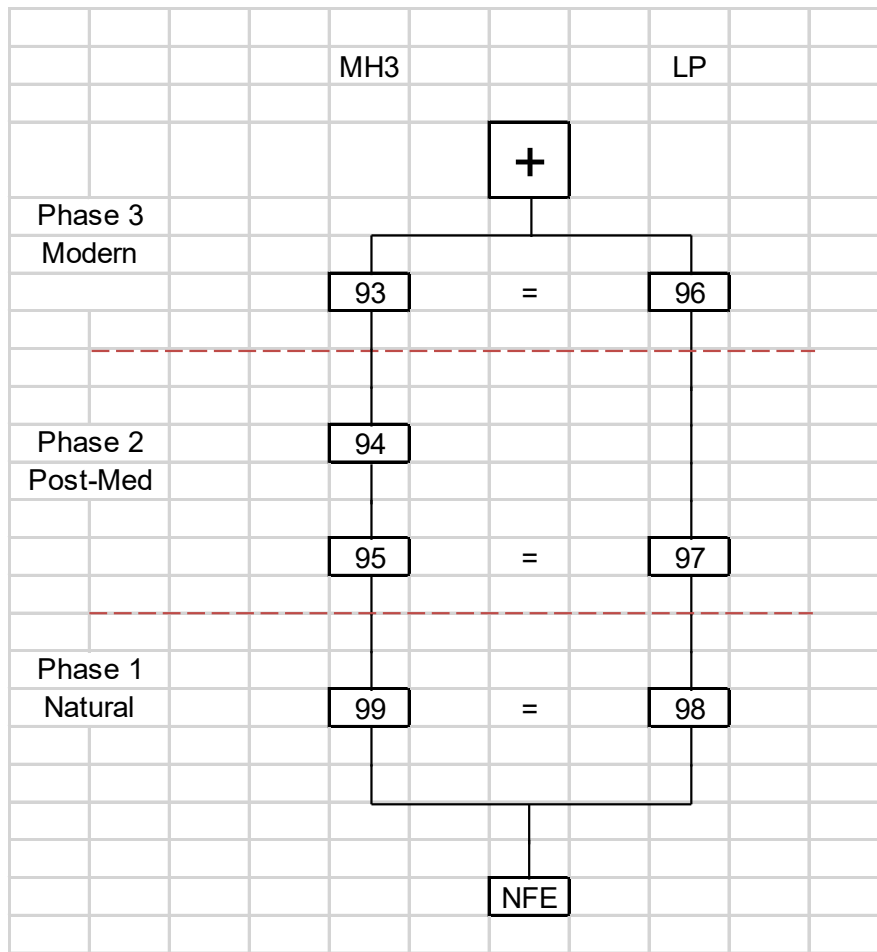 MH3 LP
+
Phase 3
Modern
93 = 96
Phase 2
Post-Med
94
95 = 97
Phase 1
Natural
99 = 98
NFE